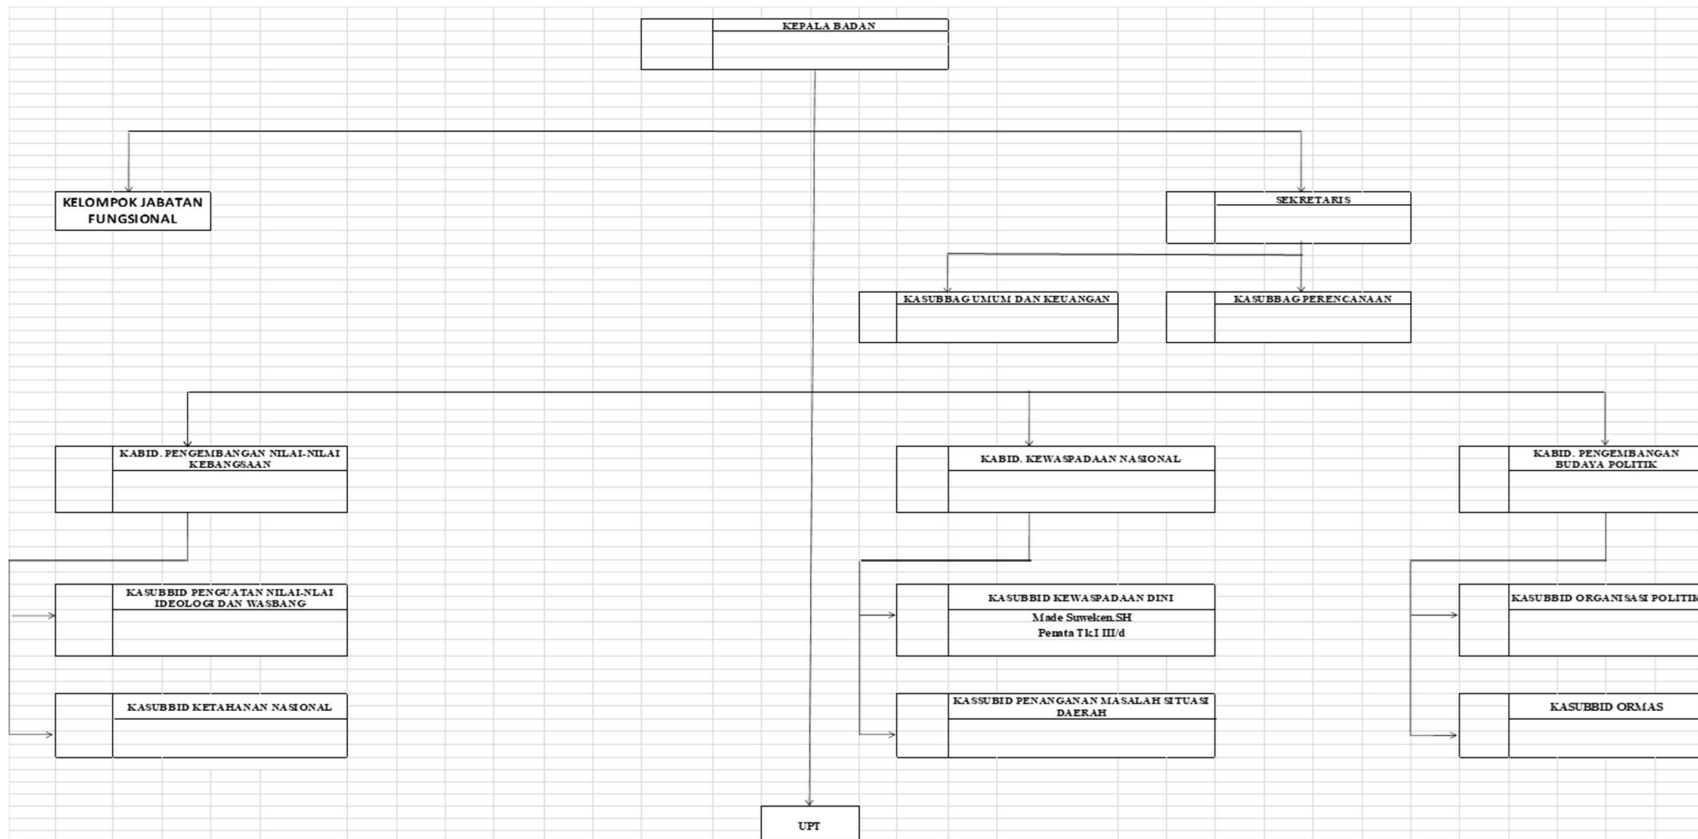 KEPALA BADAN
KELOMPOK JABATAN
FUNGSIONAL
SEKRETARIS
KASUBBAG UMUM DAN KEUANGAN
KASUBBAG PERENCANAAN
KABID. PENGEMBANGAN NILAI-NILAI
KEBANGSAAN
KABID. KEWASPADAAN NASIONAL
KABID. PENGEMBANGAN
BUDAYA POLITIK
KASUBBID PENGUATAN NILAI-NLAI
IDEOLOGI DAN WASBANG
KASUBBID KEWASPADAAN DINI
Made Suweken.SH
Penata Tk.I III/d
KASUBBID ORGANISASI POLITIK
KASUBBID KETAHANAN NASIONAL
KASSUBID PENANGANAN MASALAH SITUASI
DAERAH
KASUBBID ORMAS
UPT